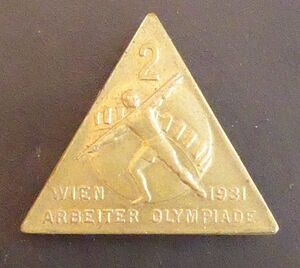 2
WIEN 1931
ARBEITER OLYMPIADE